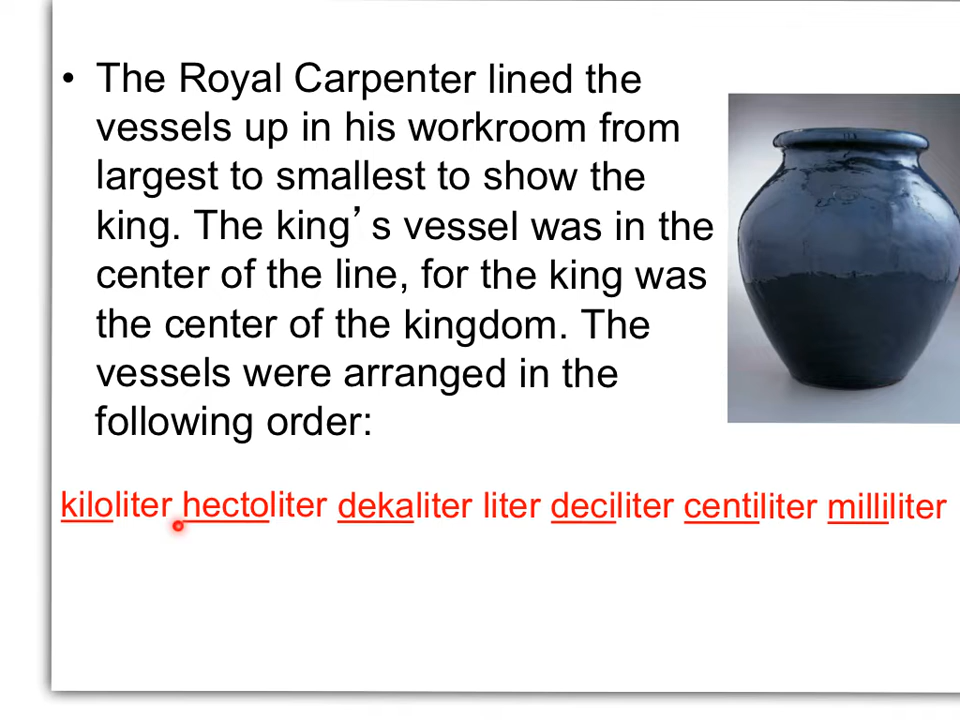 • The Royal Carpenter lined the
vessels up in his workroom from
largest to smallest to show the
king. The king’s vessel was in the
center of the line, for the king was
the center of the kingdom. The
vessels were arranged in the
following order:
kiloliter hectoliter dekaliter liter deciliter centiliter milliliter